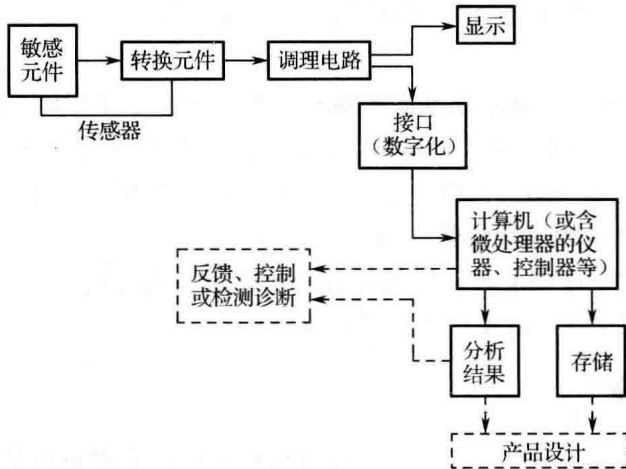 敏感
元件
转换元件
调理电路
显示
传感器
接口
（数字化）
计算机（或含
微处理器的仪
器、控制器等）
反馈、控制
或检测诊断
分析
结果
存储
产品设计